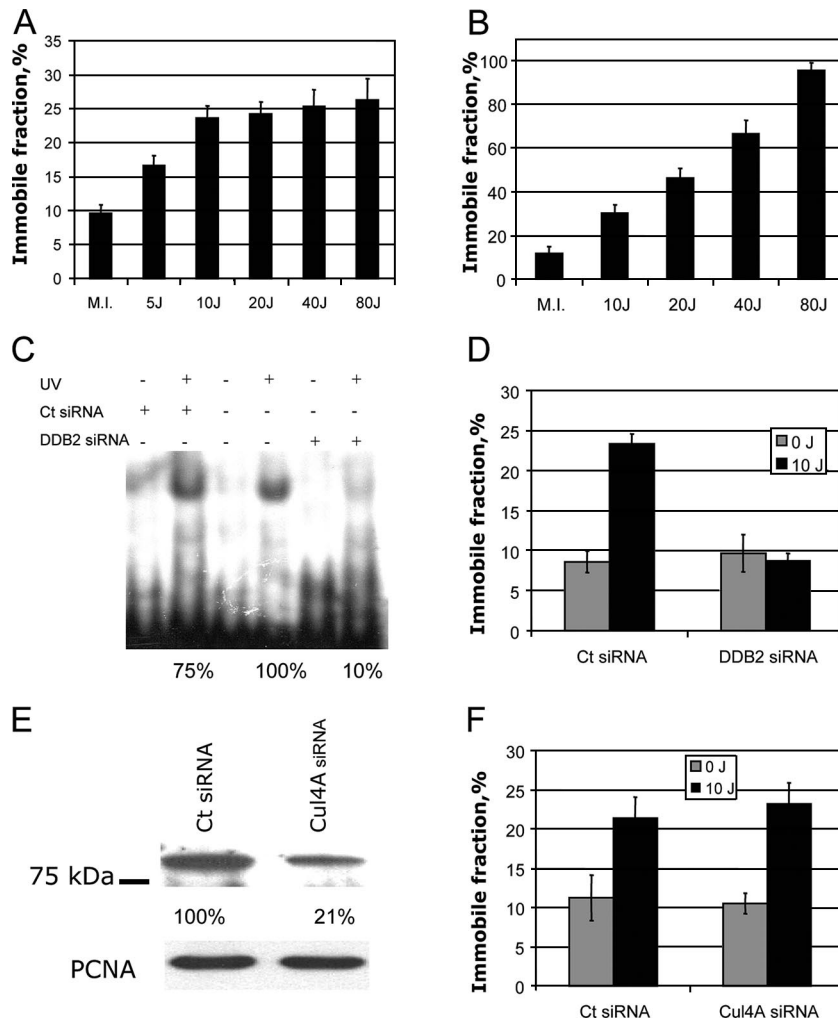 A
Immobile fraction,%
35
30
25
20
15
10
5
0
M.I. 5J 10J 20J 40J 80J
B
Immobile fraction,%
100
80
60
40
20
0
M.I. 10J 20J 40J 80J
C
UV - + - + - +
Ct siRNA + + - - - -
DDB2 siRNA - - - - + +
75% 100% 10%
D
Immobile fraction,%
30
25
20
15
10
5
0
0 J
10 J
Ct siRNA DDB2 siRNA
E
Ct siRNA
Cul4A siRNA
75 kDa
100% 21%
PCNA
F
Immobile fraction,%
30
25
20
15
10
5
0
0 J
10 J
Ct siRNA Cul4A siRNA